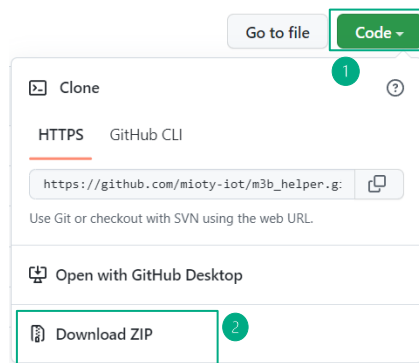 Go to file
Code
1
Clone
HTTPS
GitHub CLI
https://github.com/mioty-iot/m3b_helper.gi
Use Git or checkout with SVN using the web URL.
Open with GitHub Desktop
Download ZIP
2